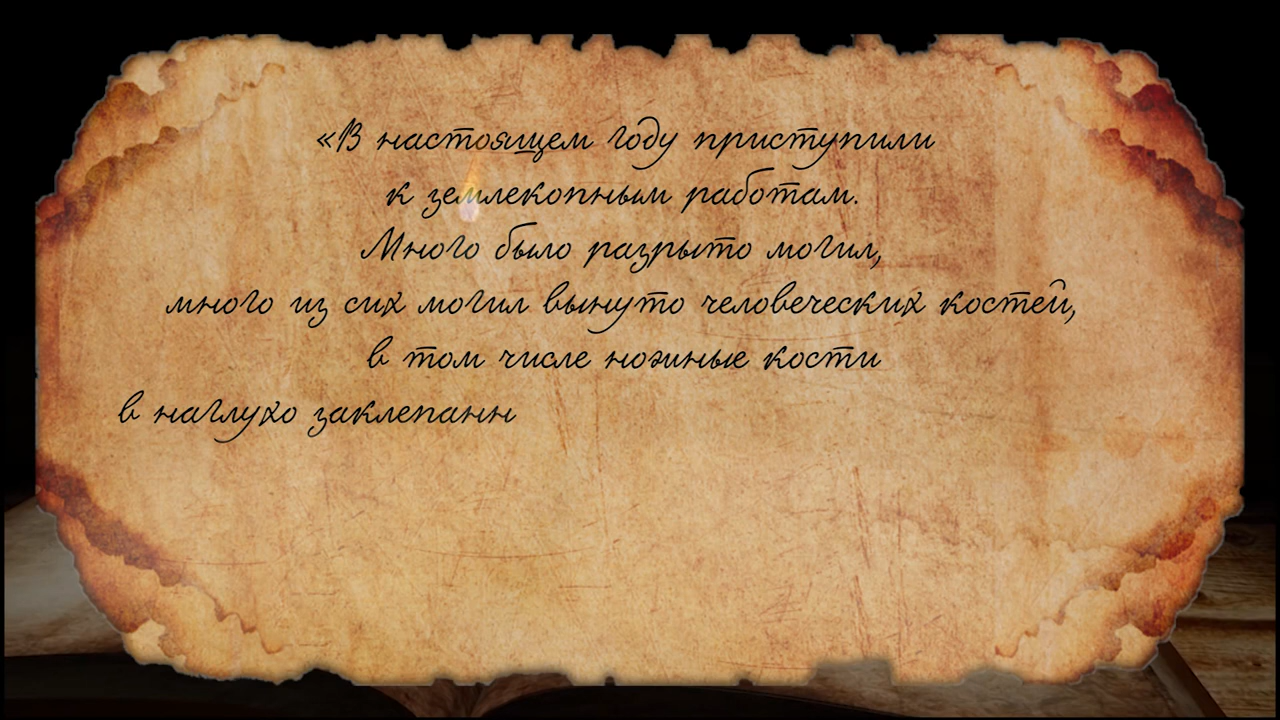 «В настоящем году приступили
к землекопным работам.
Много было разрыто могил,
много из сих могил вынуто человеческих костей,
в том числе ножные кости
в наглухо заклепанн